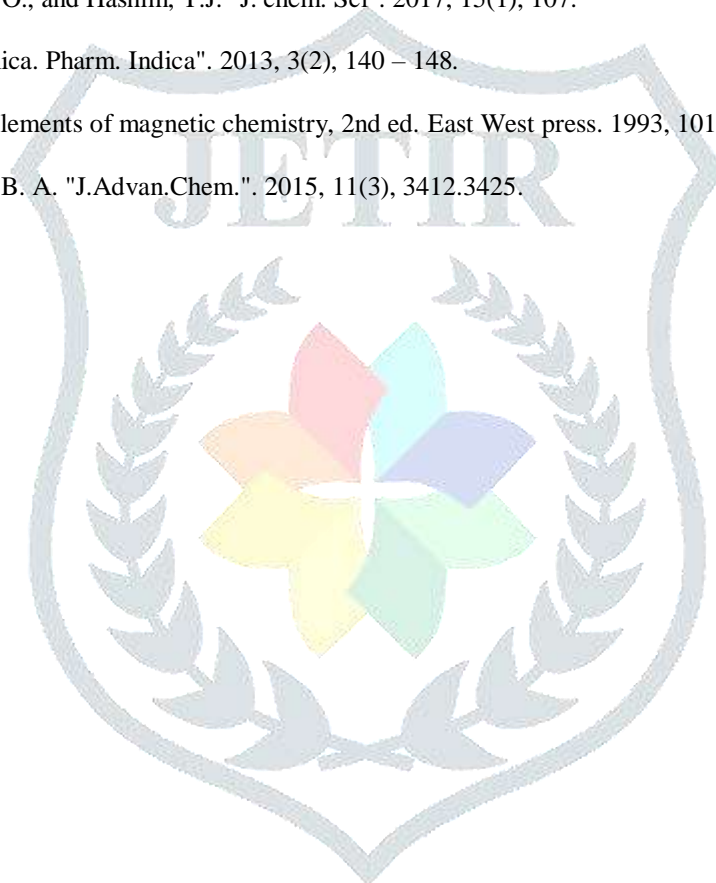 O., and Hashim, T.J. "J. chem. Sci". 2017, 15(1), 107.
ica. Pharm. Indica". 2013, 3(2), 140 – 148.
lements of magnetic chemistry, 2nd ed. East West press. 1993, 101
B. A. "J.Advan.Chem.". 2015, 11(3), 3412.3425.
JETIR